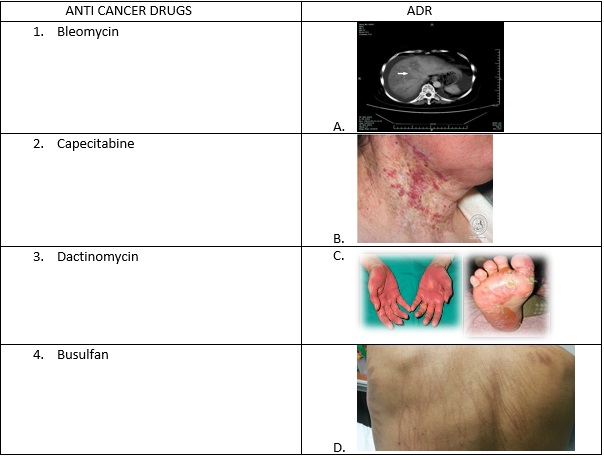 ANTI CANCER DRUGS ADR
1. Bleomycin
A.
2. Capecitabine
B.
3. Dactinomycin C.
4. Busulfan
D.